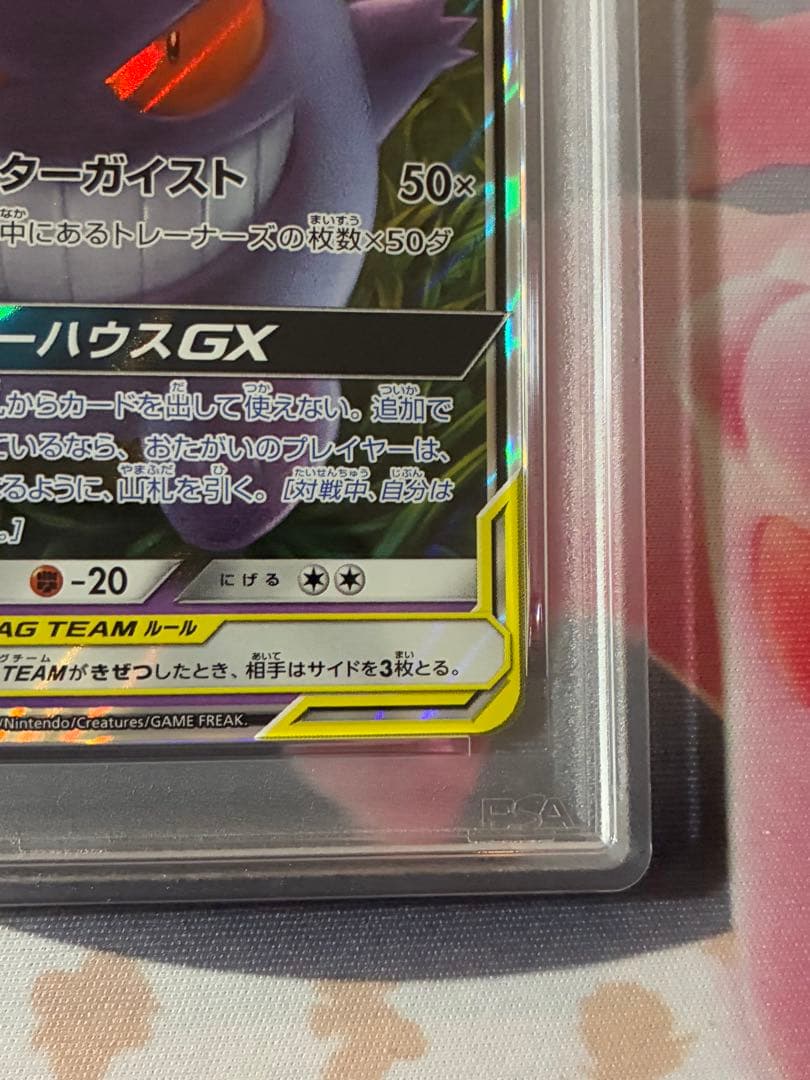 ターガイスト 50×
なか まいすう
中にあるトレーナーズの枚数×50ダ
ーハウスGX
だ つか ついか
からカードを出して使えない。追加で
ているなら、おたがいのプレイヤーは、
やまふだ ひ たいせんちゅう じぶん
るように、山札を引く。[対戦中、自分は
。]
-20 にげる
AG TEAM ルール
グチーム あいて まい
TEAMがきぜつしたとき、相手はサイドを3枚とる。
/Nintendo/Creatures/GAME FREAK.
PSA